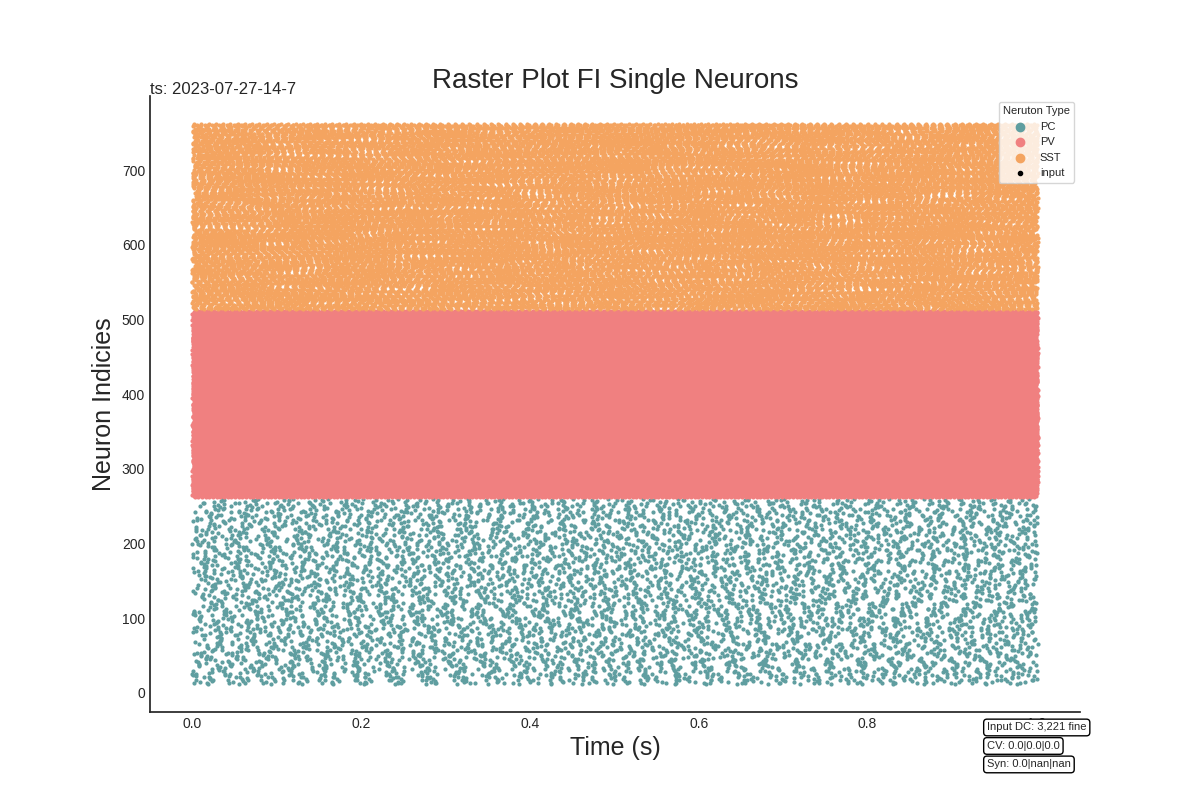 Raster Plot FI Single Neurons
ts: 2023-07-27-14-7
Neruton Type
PC
PV
SST
input
Neuron Indicies
700
600
500
400
300
200
100
0
0.0
0.2
0.4
0.6
0.8
Time (s)
Input DC: 3,221 fine
CV: 0.0|0.0|0.0
Syn: 0.0|nan|nan